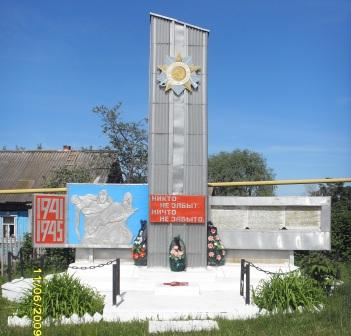 1941
1945
НИКТО
НЕ ЗАБЫТ.
НИЧТО
НЕ ЗАБЫТО.
11/06/2009